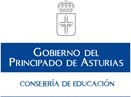 GOBIERNO DEL
PRINCIPADO DE ASTURIAS
CONSEJERÍA DE EDUCACIÓN